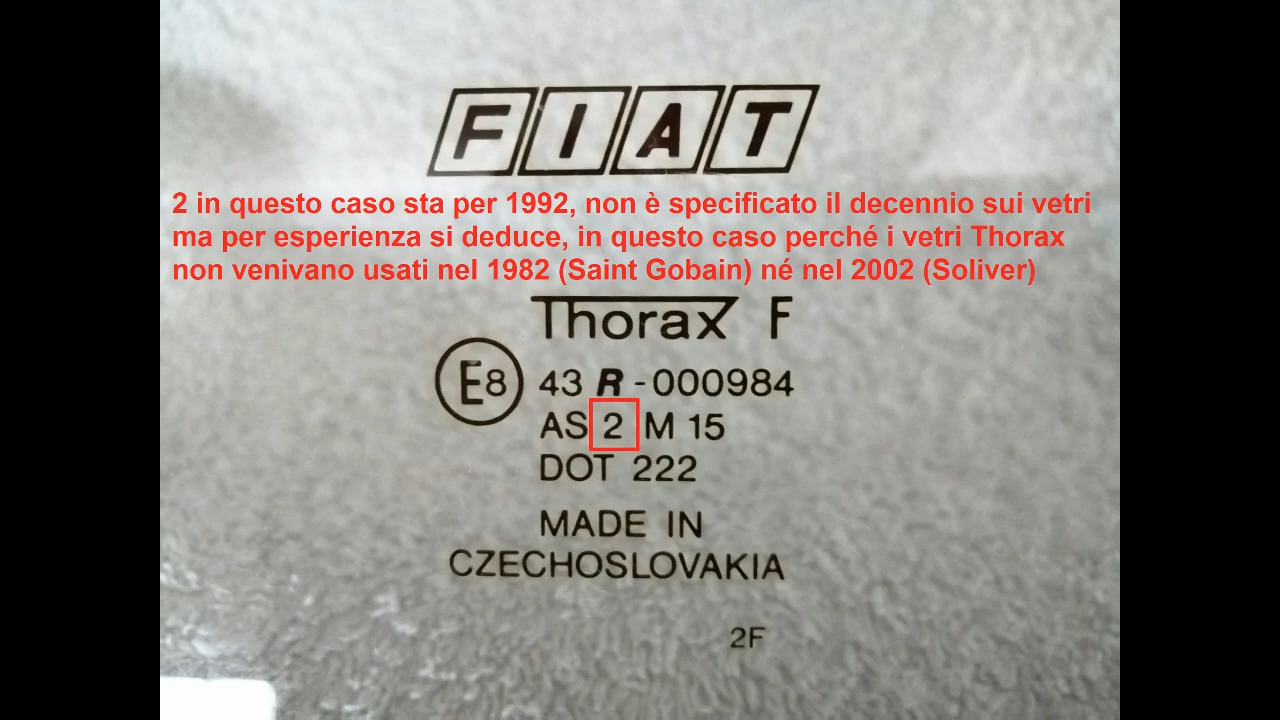 FIAT
2 in questo caso sta per 1992, non è specificato il decennio sui vetri
ma per esperienza si deduce, in questo caso perché i vetri Thorax
non venivano usati nel 1982 (Saint Gobain) né nel 2002 (Soliver)
Thorax F
E8 43 R - 000984
AS 2 M 15
DOT 222
MADE IN
CZECHOSLOVAKIA
2F